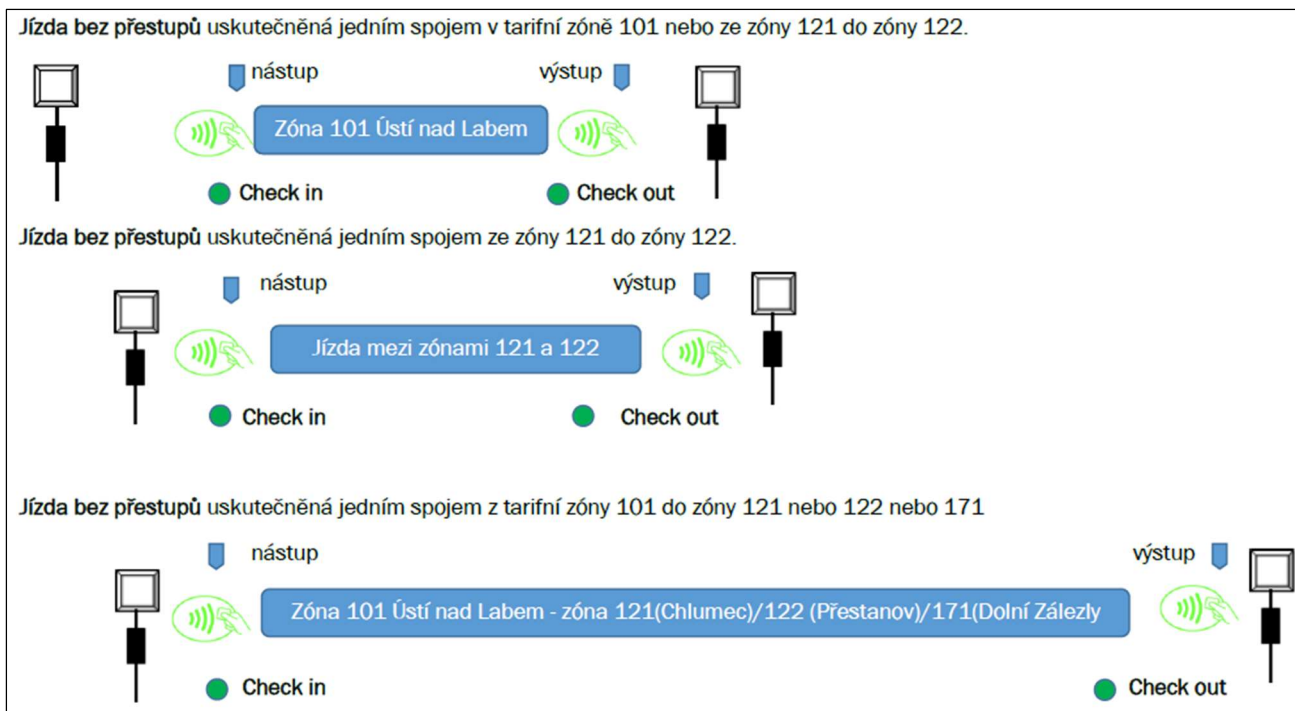 Jízda bez přestupů uskutečněná jedním spojem v tarifní zóně 101 nebo ze zóny 121 do zóny 122.
nástup výstup
Zóna 101 Ústí nad Labem
Check in Check out
Jízda bez přestupů uskutečněná jedním spojem ze zóny 121 do zóny 122.
nástup výstup
Jízda mezi zónami 121 a 122
Check in Check out
Jízda bez přestupů uskutečněná jedním spojem z tarifní zóny 101 do zóny 121 nebo 122 nebo 171
nástup výstup
Zóna 101 Ústí nad Labem - zóna 121(Chlumec)/122 (Přestanov)/171(Dolní Zálezly
Check in Check out